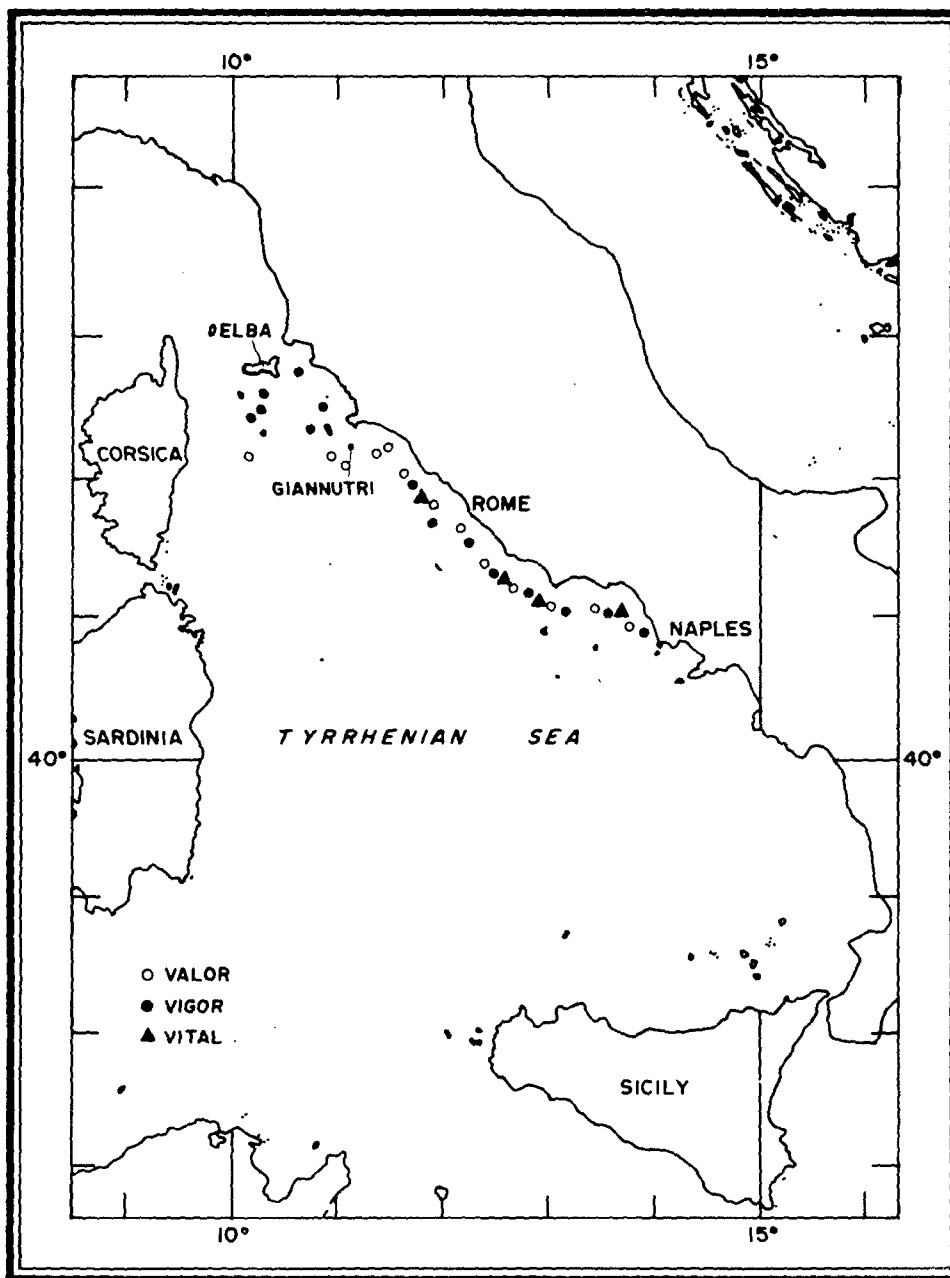 10° 15°
ELBA
CORSICA
GIANNUTRI
ROME
NAPLES
SARDINIA
TYRRHENIAN SEA
40° 40°
VALOR
VIGOR
VITAL
SICILY
10° 15°